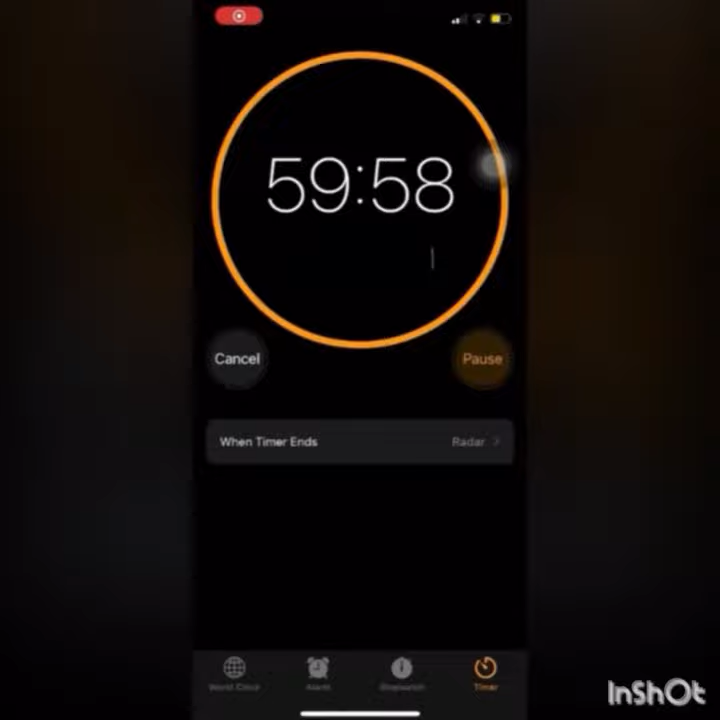 59:58
Cancel
Pause
When Timer Ends
Radar
World Clock
Alarm
Stopwatch
Timer
InShOt